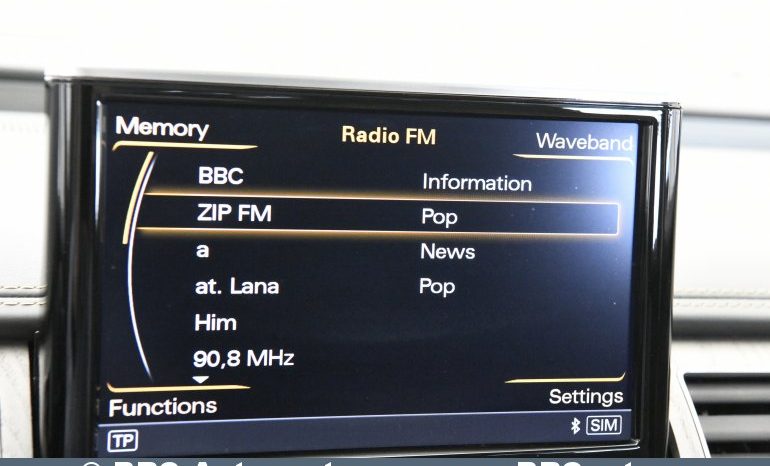 Memory Radio FM Waveband
BBC Information
ZIP FM Pop
a News
at. Lana Pop
Him
90,8 MHz
Functions Settings
TP SIM